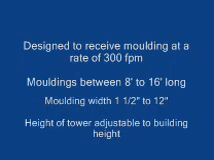 Designed to receive moulding at a
rate of 300 fpm
Mouldings between 8' to 16' long
Moulding width 1 1/2" to 12"
Height of tower adjustable to building
height